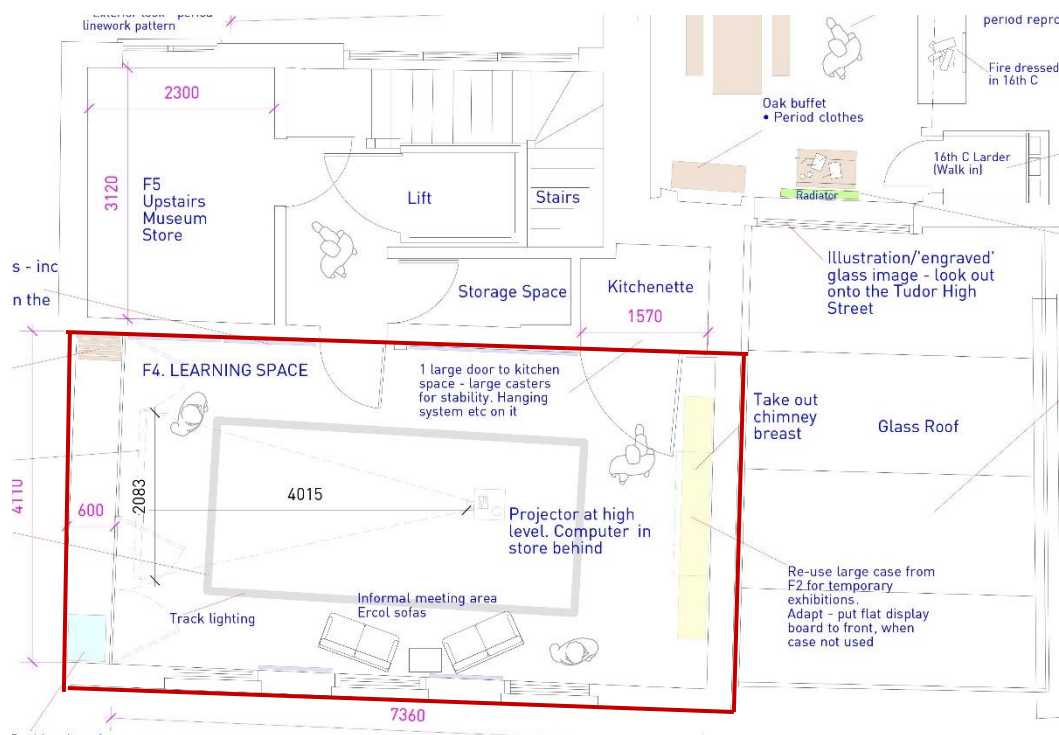 linework pattern
period repro
Fire dressed
in 16th C
2300
Oak buffet
• Period clothes
3120
F5
Upstairs
Museum
Store
Lift
Stairs
16th C Larder
(Walk in)
Radiator
s - inc
n the
Storage Space
Kitchenette
1570
Illustration/'engraved'
glass image - look out
onto the Tudor High
Street
F4. LEARNING SPACE
1 large door to kitchen
space - large casters
for stability. Hanging
system etc on it
Take out
chimney
breast
Glass Roof
4110
600
2083
4015
Projector at high
level. Computer in
store behind
Track lighting
Informal meeting area
Ercol sofas
Re-use large case from
F2 for temporary
exhibitions.
Adapt - put flat display
board to front, when
case not used
7360